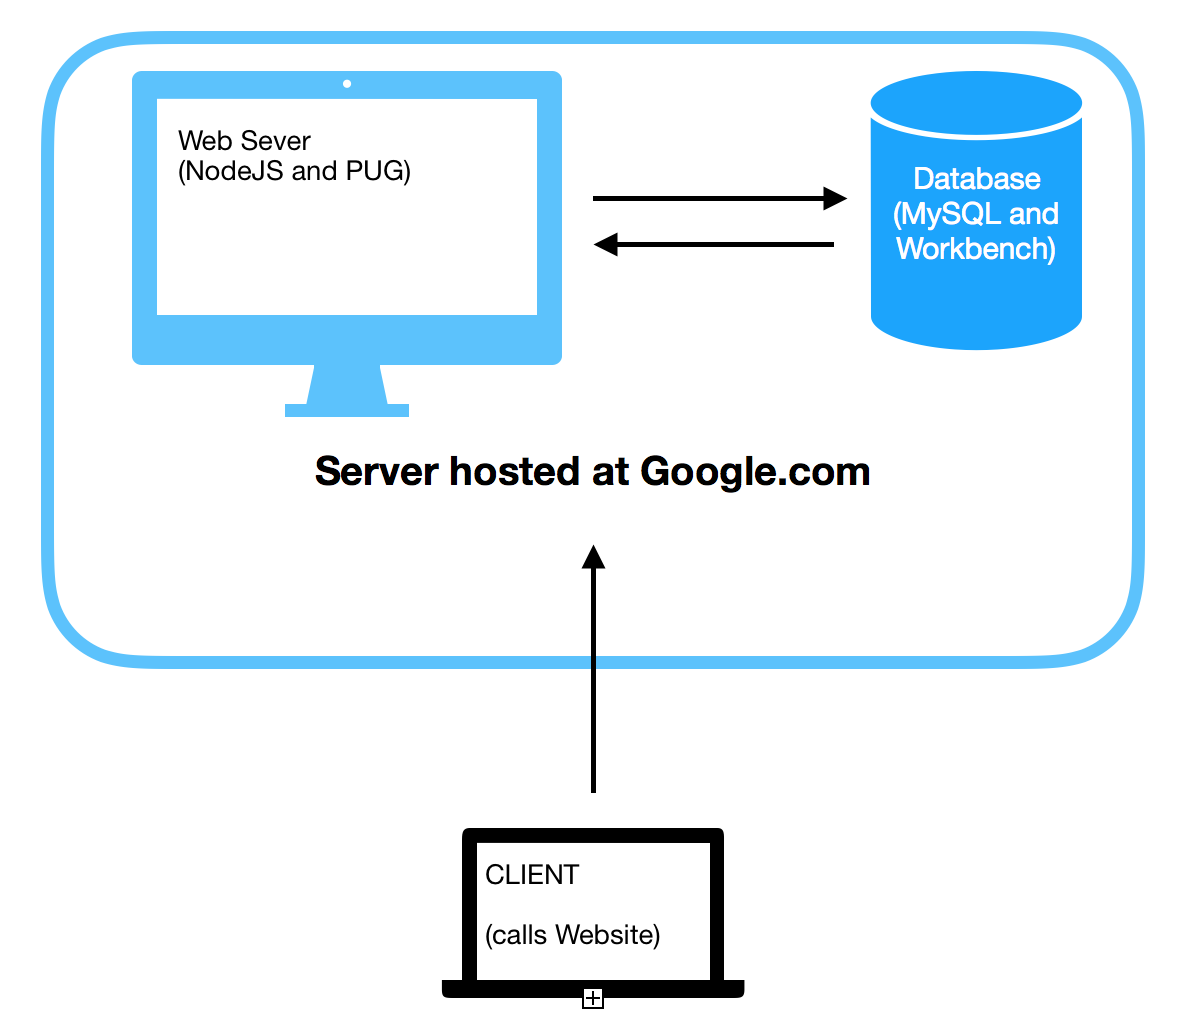 Web Sever
(NodeJS and PUG)
Database
(MySQL and
Workbench)
Server hosted at Google.com
CLIENT
(calls Website)